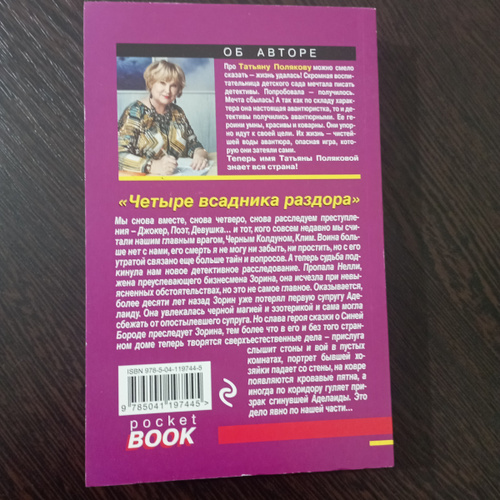 ОБ АВТОРЕ
Про Татьяну Полякову можно смело
сказать – жизнь удалась! Скромная воспи-
тательница детского сада мечтала писать
детективы. Попробовала – получилось.
Мечта сбылась! А так как по складу харак-
тера она настоящая авантюристка, то и де-
тективы получились авантюрными. Ее ге-
роини умны, красивы и коварны. Они упор-
но идут к своей цели. Их жизнь – чистей-
шей воды авантюра, опасная игра, кото-
рую они затеяли сами.
Теперь имя Татьяны Поляковой
знает вся страна!
«Четыре всадника раздора»
Мы снова вместе, снова четверо, снова расследуем преступле-
ния – Джокер, Поэт, Девушка... и тот, кого совсем недавно мы счи-
тали нашим главным врагом, Черным Колдуном, Клим. Воина боль-
ше нет с нами, его смерть я не могу ни забыть, ни простить, но с его
утратой связано еще больше тайн и вопросов. А теперь судьба под-
кинула нам новое детективное расследование. Пропала Нелли,
жена преуспевающего бизнесмена Зорина, она исчезла при невы-
ясненных обстоятельствах, но это не самое главное. Оказывается,
более десяти лет назад Зорин уже потерял первую супругу Аде-
лаиду. Она увлекалась черной магией и эзотерикой и сама могла
сбежать от опостылевшего супруга. Но слава героя сказки о Синей
Бороде преследует Зорина, тем более что в его и без того стран-
ном доме теперь творятся сверхъестественные дела – прислуга
слышит стоны и вой в пустых
комнатах, портрет бывшей хо-
зяйки падает со стены, на ковре
появляются кровавые пятна, а
иногда по коридору гуляет при-
зрак сгинувшей Аделаиды. Это
дело явно по нашей части...
ISBN 978-5-04-119744-5
9 785041 197445 >
pocket
BOOK